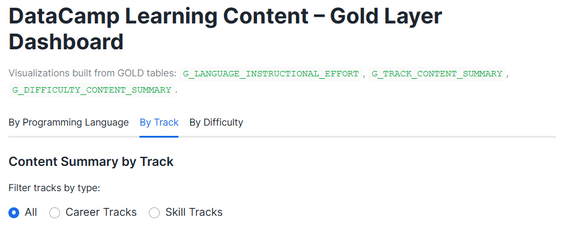 DataCamp Learning Content – Gold Layer
Dashboard
Visualizations built from GOLD tables: G_LANGUAGE_INSTRUCTIONAL_EFFORT , G_TRACK_CONTENT_SUMMARY ,
G_DIFFICULTY_CONTENT_SUMMARY .
By Programming Language By Track By Difficulty
Content Summary by Track
Filter tracks by type:
All Career Tracks Skill Tracks